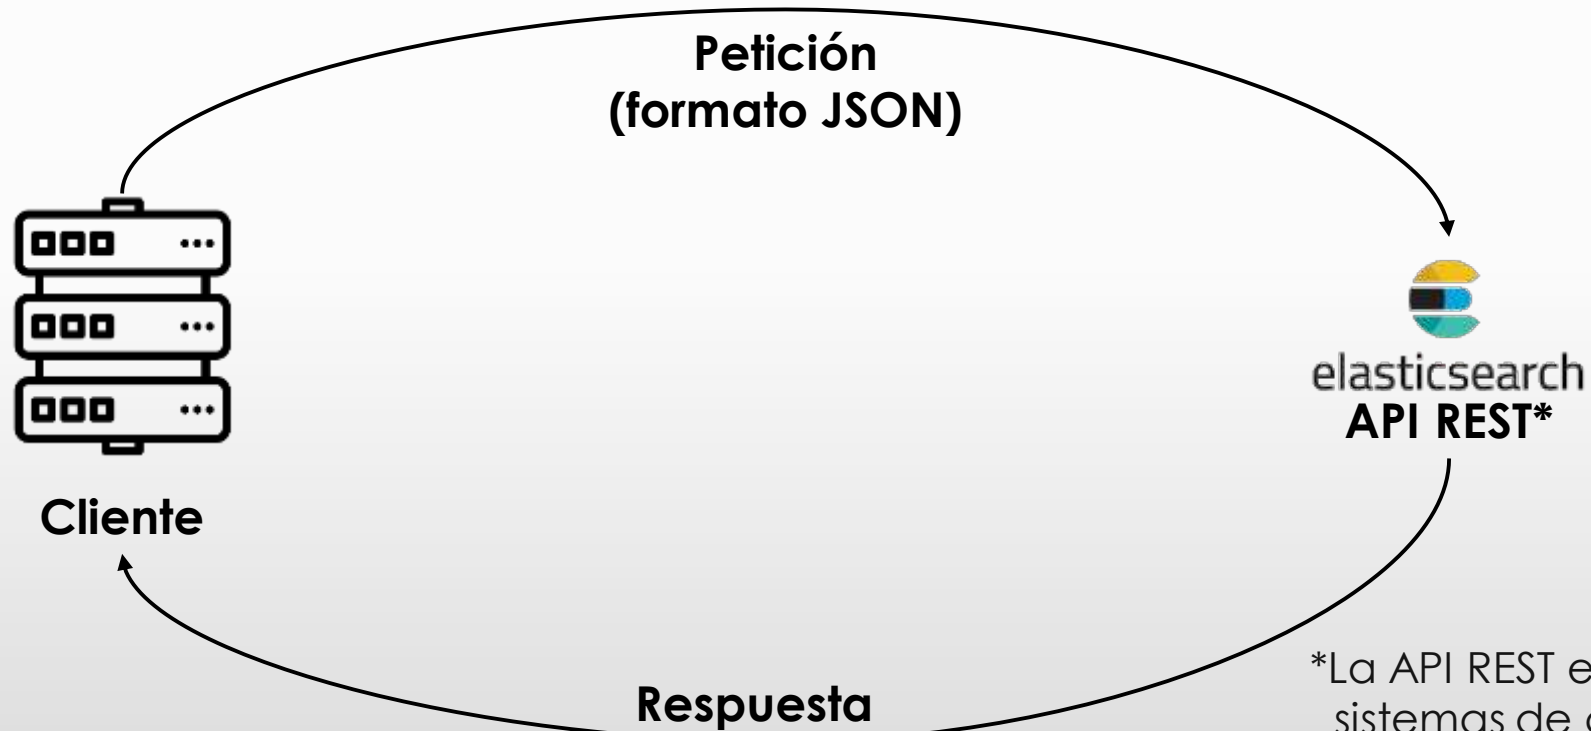 Petición
(formato JSON)
elasticsearch
API REST*
Cliente
*La API REST
sistemas de
Respuesta